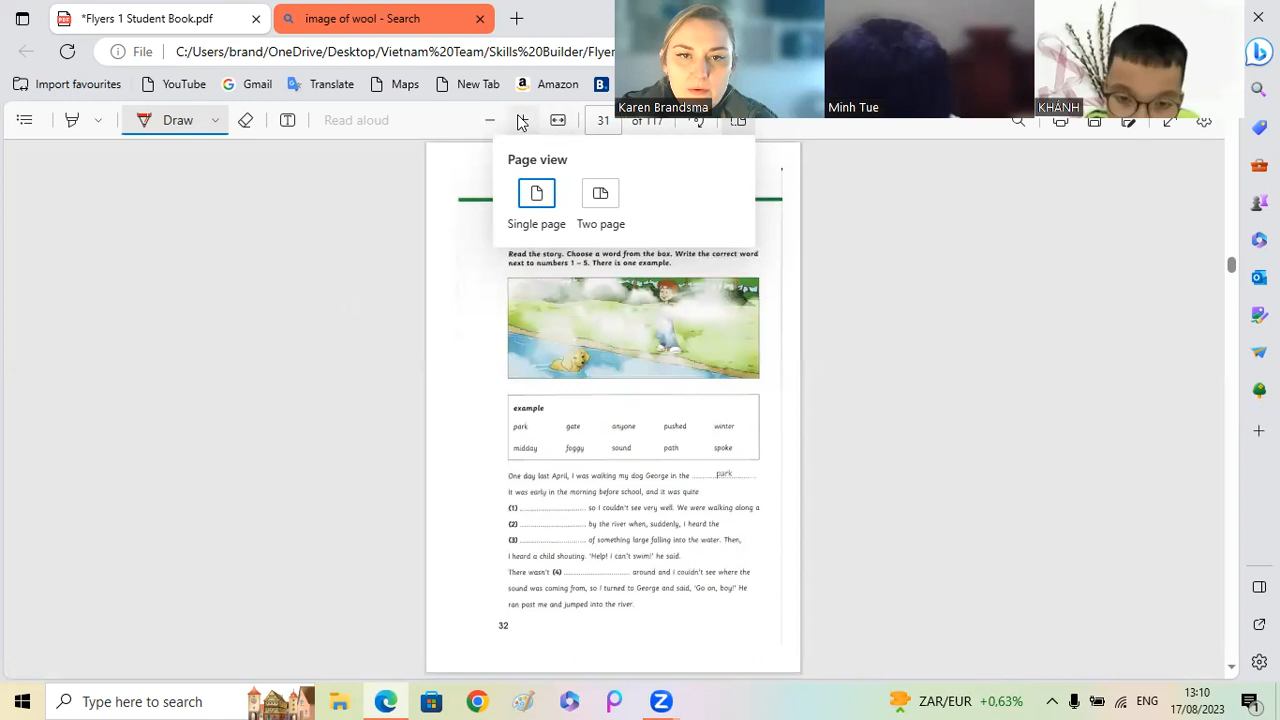 *Flyers 1 Student Book.pdf
image of wool - Search
File
C:/Users/brand/OneDrive/Desktop/Vietnam%20Team/Skills%20Builder/Flyer
Import favourites
YouTube
Gmail
Translate
Maps
Amazon
Karen Brandsma
Minh Tue
KHÁNH
Draw
Read aloud
31
of 117
Page view
Single page
Two page
Read the story. Choose a word from the box. Write the correct word
next to numbers 1 – 5. There is one example.
example
park gate anyone pushed winter
midday foggy sound path spoke
One day last April, I was walking my dog George in the park
It was early in the morning before school, and it was quite
(1) ........................... so I couldn't see very well. We were walking along a
(2) ........................... by the river when, suddenly, I heard the
(3) ........................... of something large falling into the water. Then,
I heard a child shouting. 'Help! I can't swim!' he said.
There wasn't (4) ........................... around and I couldn't see where the
sound was coming from, so I turned to George and said, 'Go on, boy!' He
ran past me and jumped into the river.
32
Type here to search
ZAR/EUR +0,63%
ENG
13:10
17/08/2023